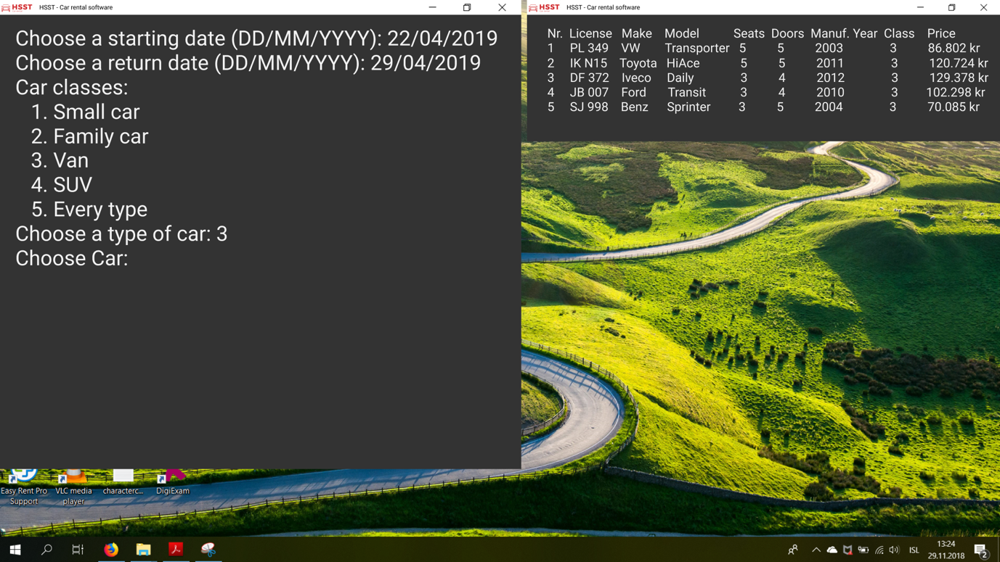 HSST HSST - Car rental software
Choose a starting date (DD/MM/YYYY): 22/04/2019
Choose a return date (DD/MM/YYYY): 29/04/2019
Car classes:
1. Small car
2. Family car
3. Van
4. SUV
5. Every type
Choose a type of car: 3
Choose Car:
HSST HSST - Car rental software
Nr. License Make Model Seats Doors Manuf. Year Class Price
1 PL 349 VW Transporter 5 5 2003 3 86.802 kr
2 IK N15 Toyota HiAce 5 5 2011 3 120.724 kr
3 DF 372 Iveco Daily 3 4 2012 3 129.378 kr
4 JB 007 Ford Transit 3 4 2010 3 102.298 kr
5 SJ 998 Benz Sprinter 3 5 2004 3 70.085 kr
Easy Rent Pro Support
VLC media player
characterc...
DigiExam
ISL
13:24
29.11.2018
2